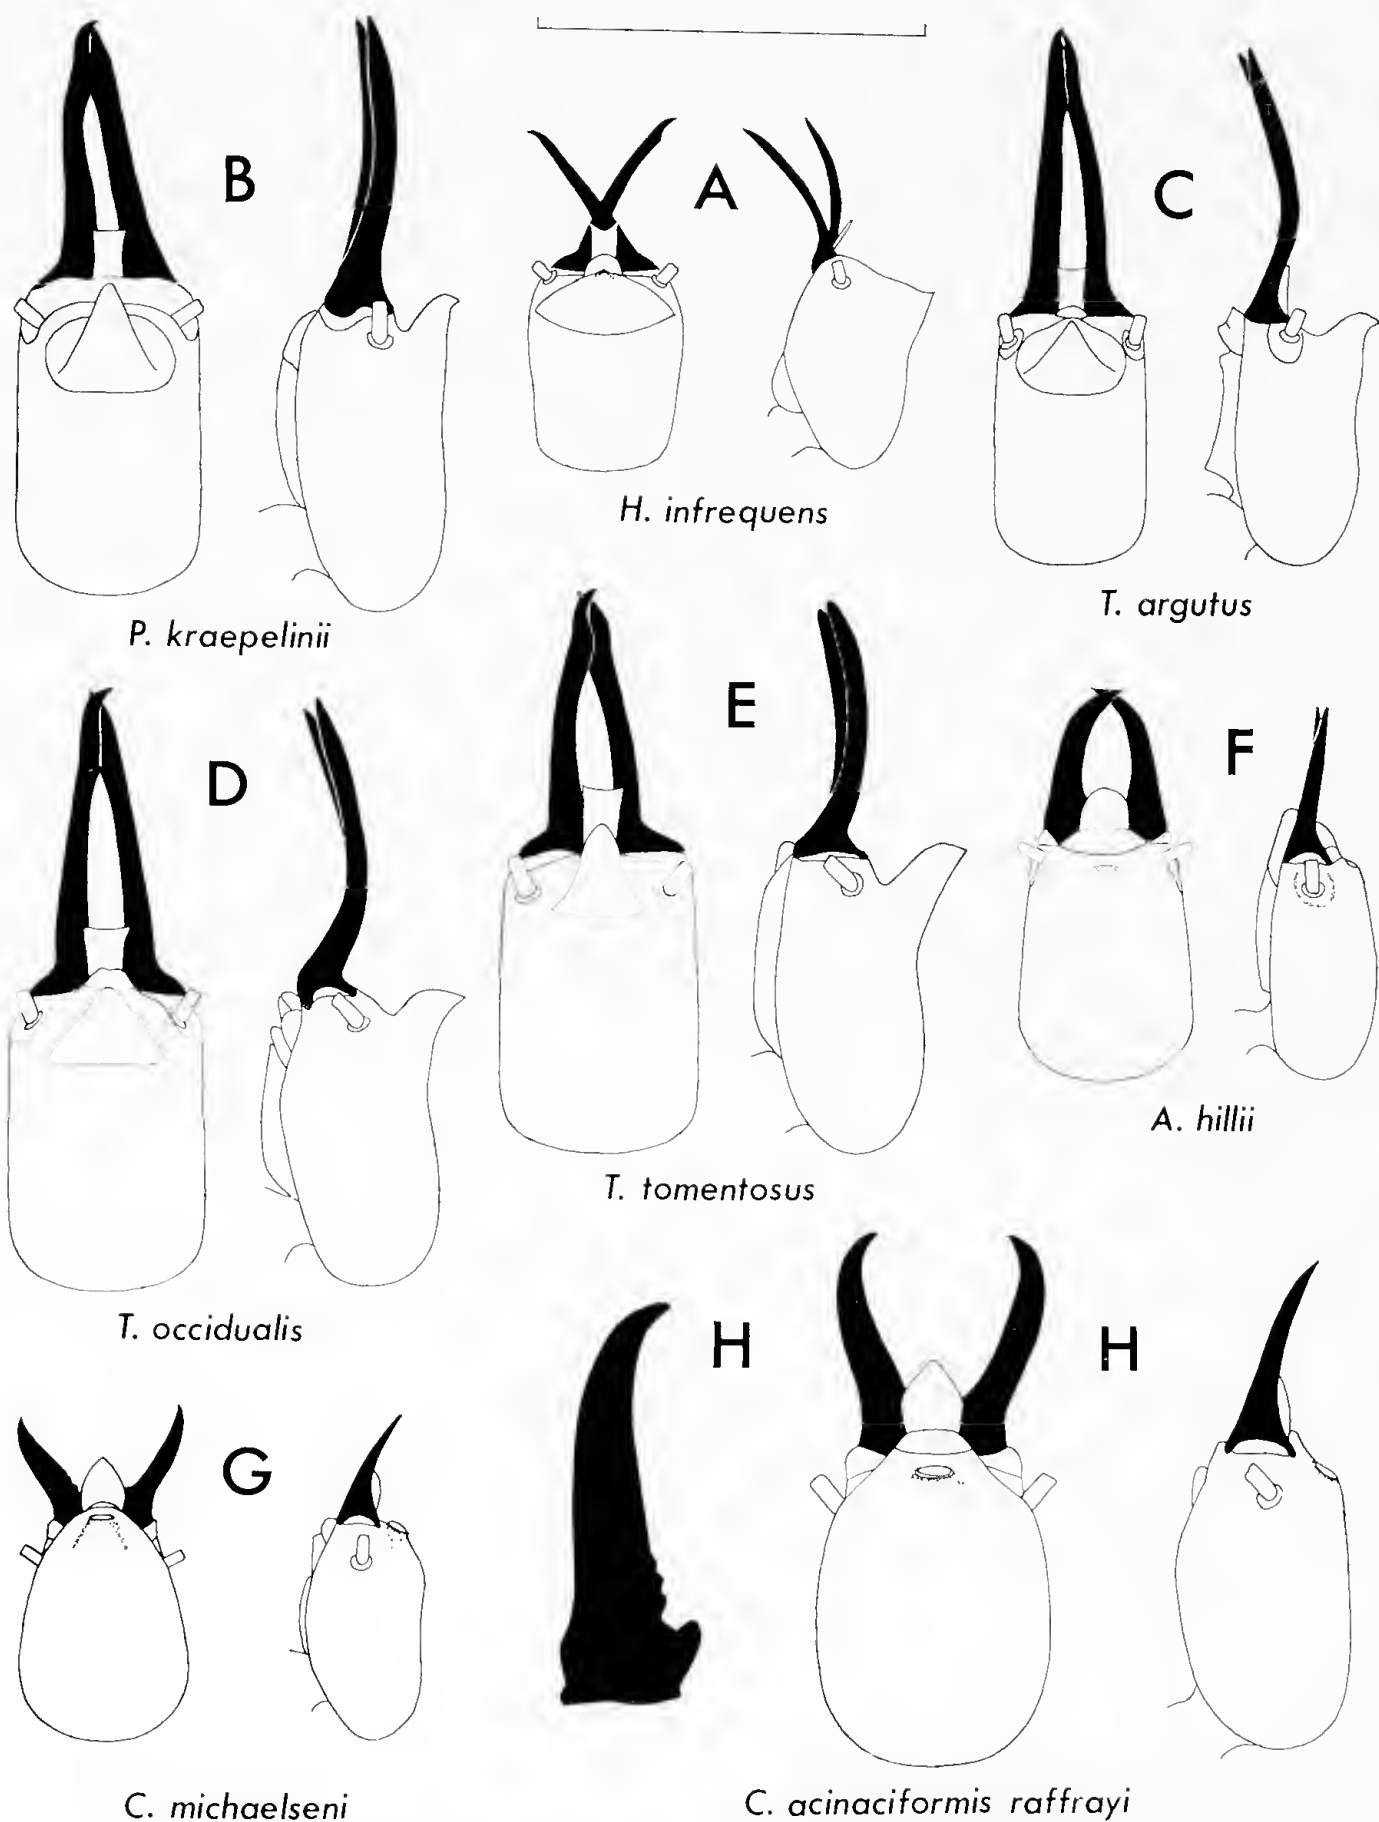 B
A
C
H. infrequens
T. argutus
P. kraepelinii
E
D
F
A. hillii
T. tomentosus
T. occidualis
H
H
G
C. michaelseni
C. acinaciformis raffrayi